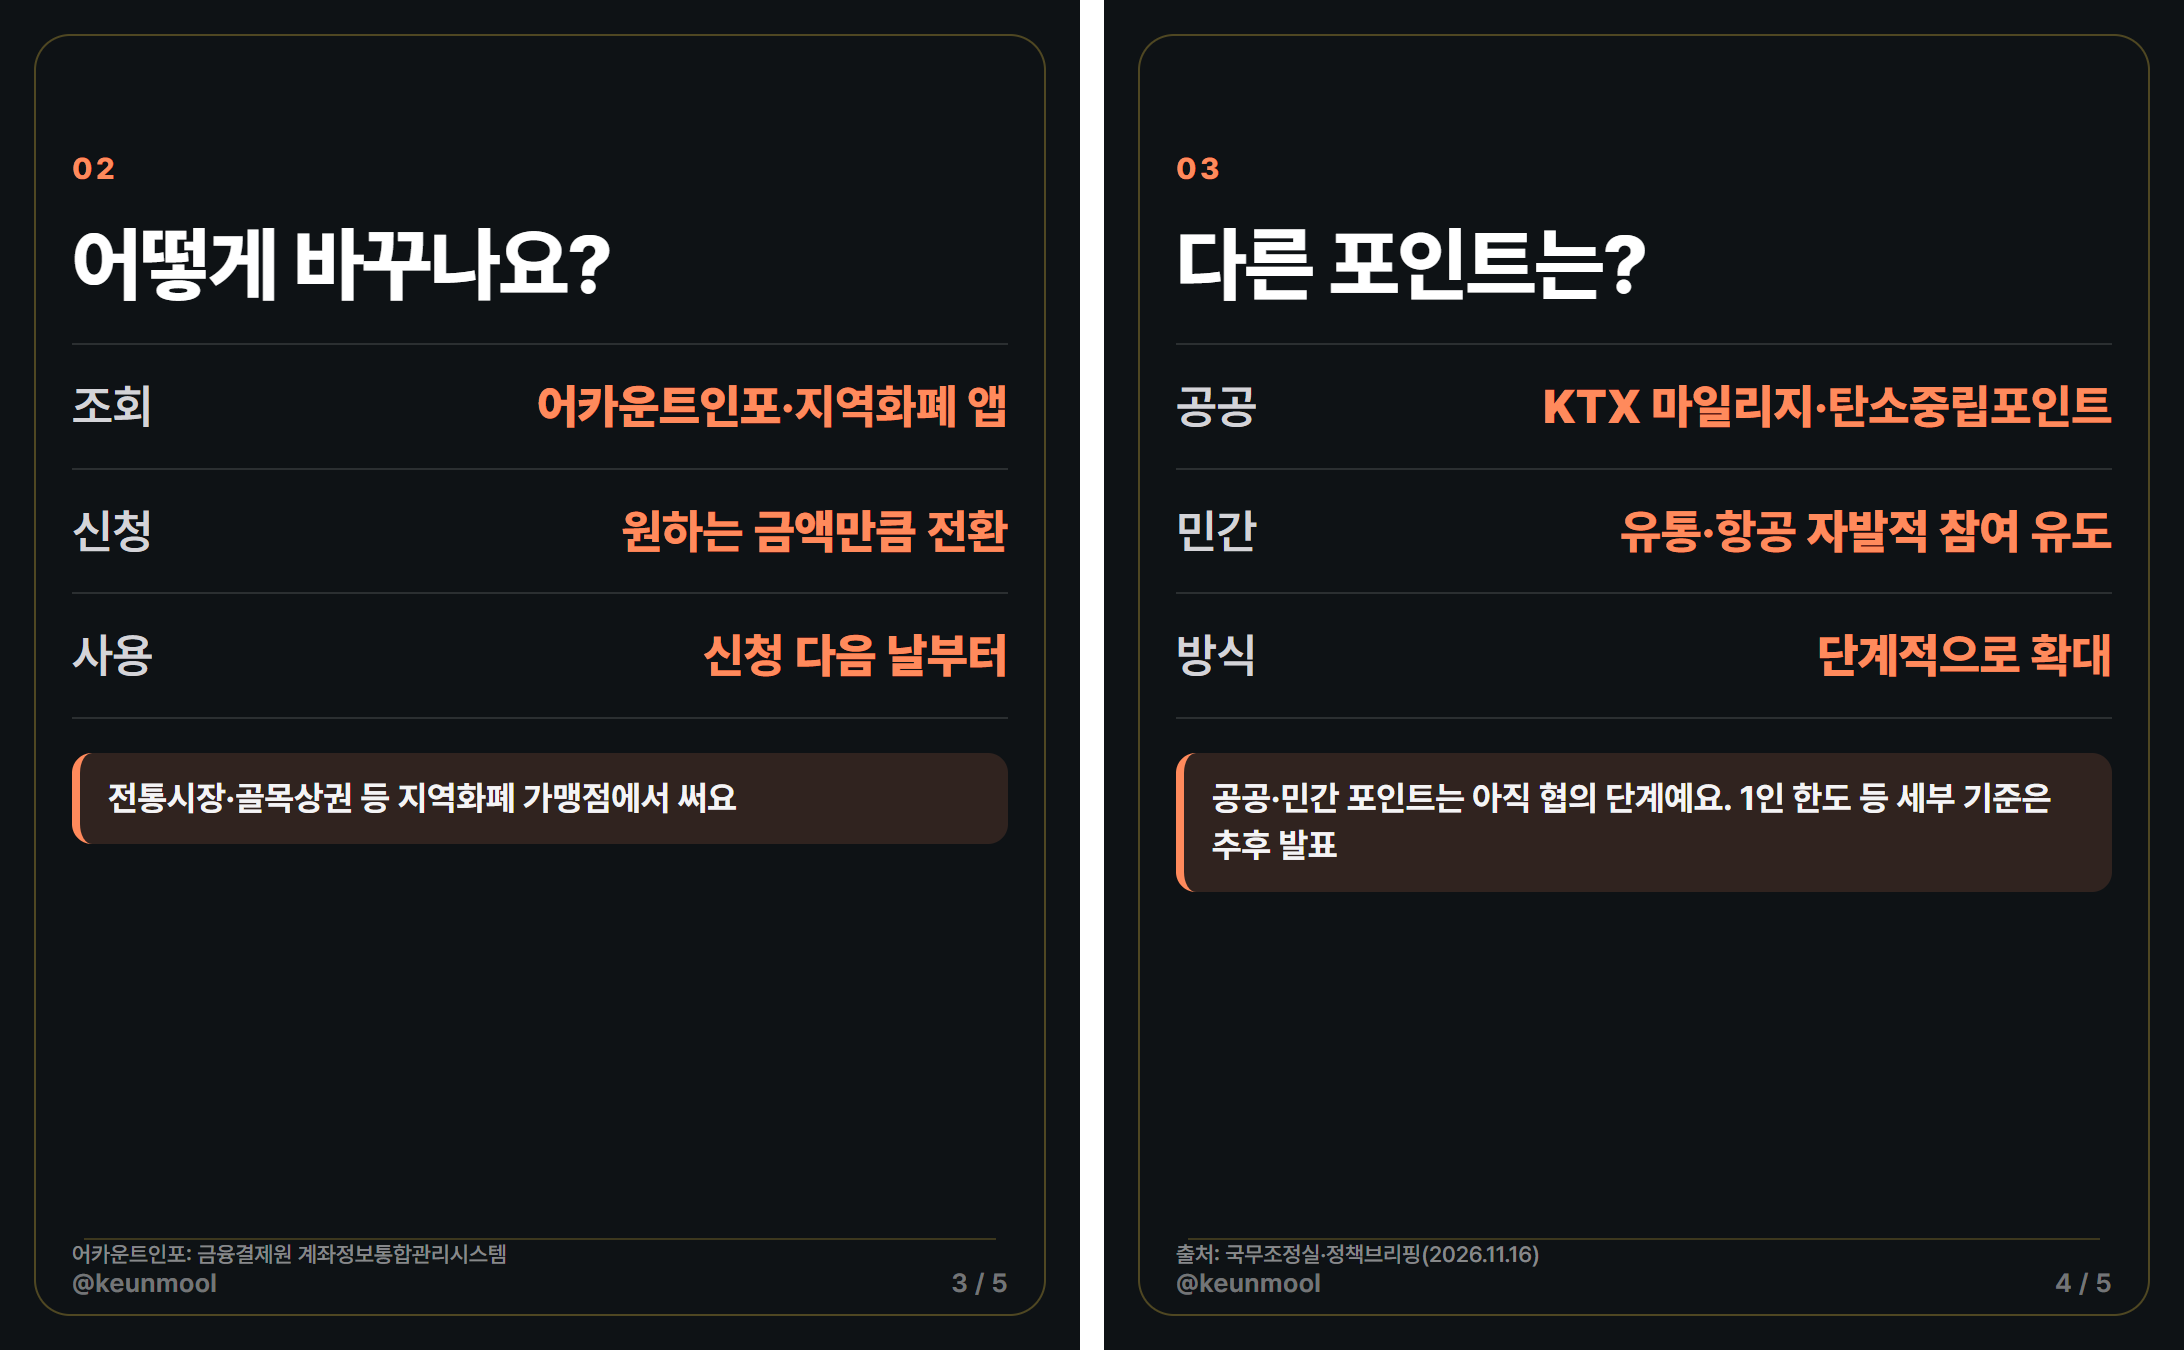 02
어떻게 바꾸나요?
조회 어카운트인포·지역화폐 앱
신청 원하는 금액만큼 전환
사용 신청 다음 날부터
전통시장·골목상권 등 지역화폐 가맹점에서 써요
어카운트인포: 금융결제원 계좌정보통합관리시스템
@keunmool 3 / 5
03
다른 포인트는?
공공 KTX 마일리지·탄소중립포인트
민간 유통·항공 자발적 참여 유도
방식 단계적으로 확대
공공·민간 포인트는 아직 협의 단계예요. 1인 한도 등 세부 기준은
추후 발표
출처: 국무조정실·정책브리핑(2026.11.16)
@keunmool 4 / 5